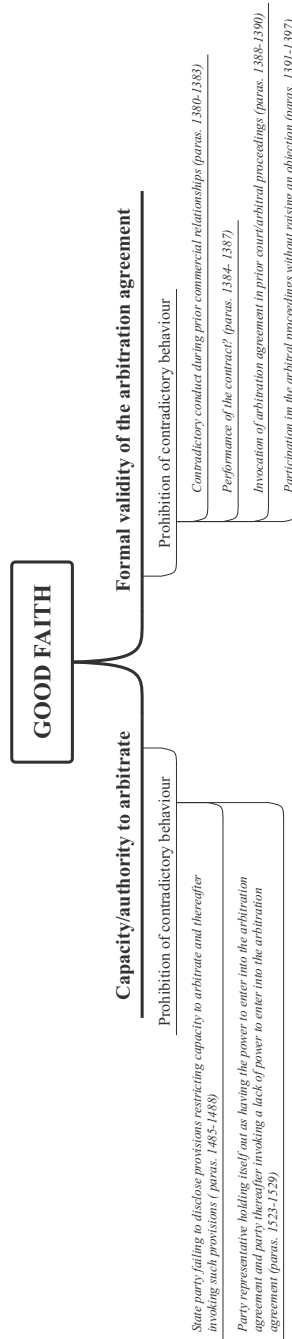 GOOD FAITH
Capacity/authority to arbitrate
Prohibition of contradictory behaviour
State party failing to disclose provisions restricting capacity to arbitrate and thereafter
invoking such provisions ( paras. 1485-1488)
Party representative holding itself out as having the power to enter into the arbitration
agreement and party thereafter invoking a lack of power to enter into the arbitration
agreement (paras. 1523-1529)
Formal validity of the arbitration agreement
Prohibition of contradictory behaviour
Contradictory conduct during prior commercial relationships (paras. 1380-1383)
Performance of the contract? (paras. 1384- 1387)
Invocation of arbitration agreement in prior court/arbitral proceedings (paras. 1388-1390)
Participation im the arbitral proceedings without raising an objection (paras. 1391-1397)